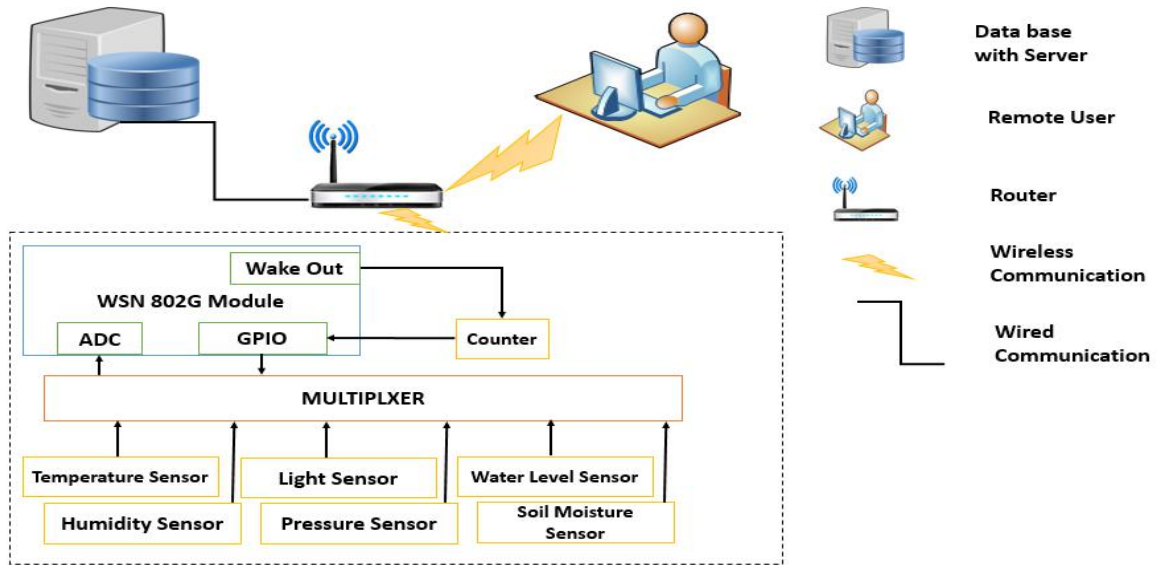 Data base
with Server
Remote User
Router
Wireless
Communication
Wired
Communication
Wake Out
WSN 802G Module
ADC
GPIO
Counter
MULTIPLXER
Temperature Sensor
Light Sensor
Water Level Sensor
Humidity Sensor
Pressure Sensor
Soil Moisture
Sensor